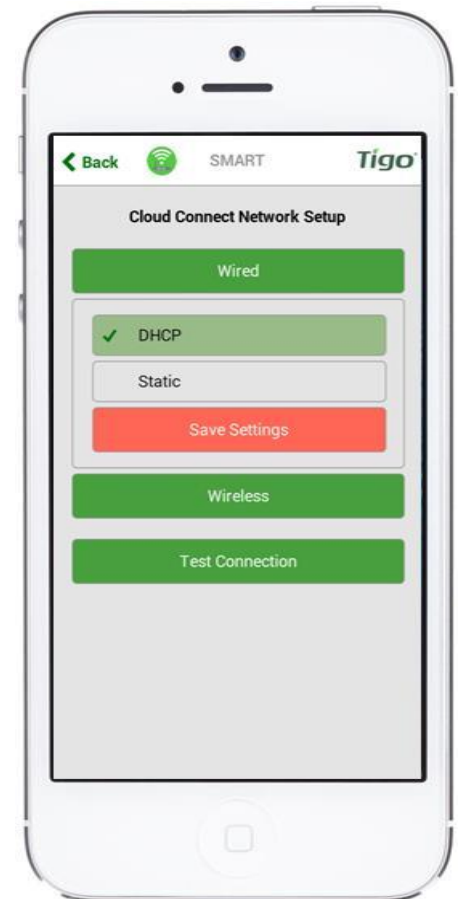 Back SMART Tigo
Cloud Connect Network Setup
Wired
DHCP
Static
Save Settings
Wireless
Test Connection